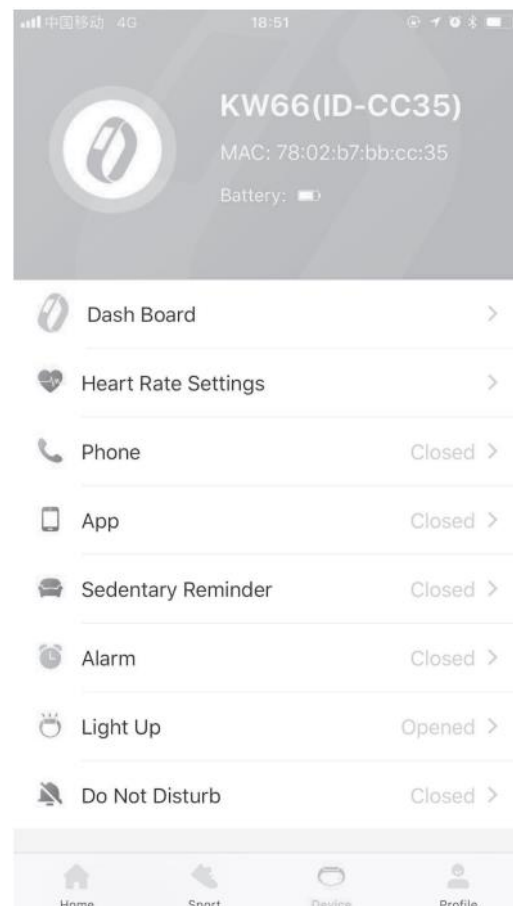 中国移动 4G 18:51
KW66(ID-CC35)
MAC: 78:02:b7:bb:cc:35
Battery:
Dash Board
Heart Rate Settings
Phone Closed
App Closed
Sedentary Reminder Closed
Alarm Closed
Light Up Opened
Do Not Disturb Closed
Home Sport Device Profile